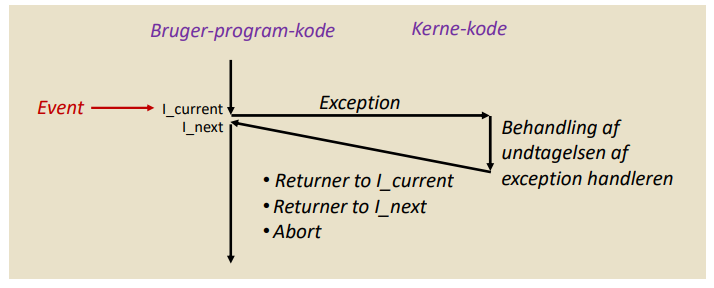 Bruger-program-kode
Kerne-kode
Event
I_current
I_next
Exception
Behandling af
undtagelsen af
exception handleren
• Returner to I_current
• Returner to I_next
• Abort